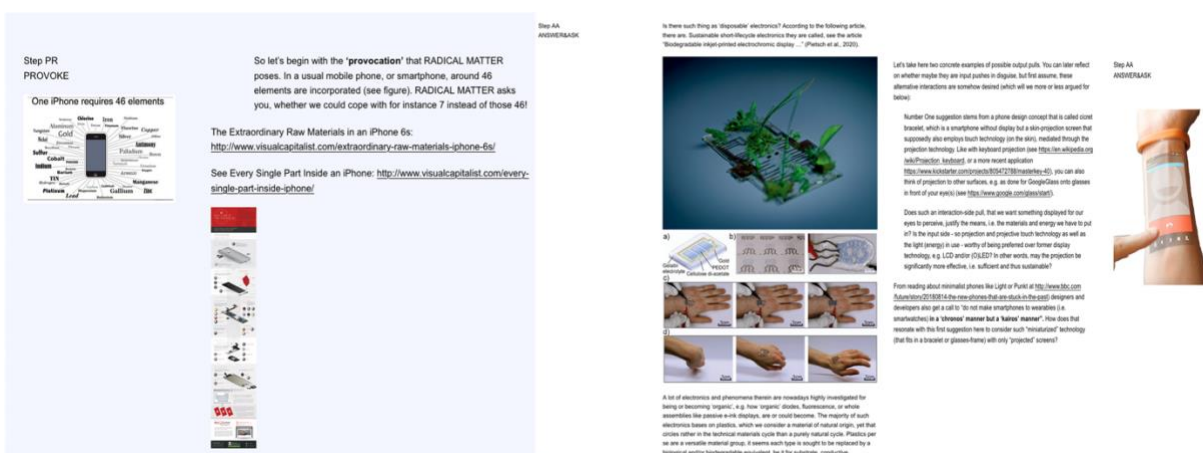 Step PR
PROVOKE
One iPhone requires 46 elements
So let's begin with the 'provocation' that RADICAL MATTER
poses. In a usual mobile phone, or smartphone, around 46
elements are incorporated (see figure). RADICAL MATTER asks
you, whether we could cope with for instance 7 instead of those 46!
The Extraordinary Raw Materials in an iPhone 6s:
http://www.visualcapitalist.com/extraordinary-raw-materials-iphone-6s/
See Every Single Part Inside an iPhone: http://www.visualcapitalist.com/every-
single-part-inside-iphone/
Step AA
ANSWER&ASK
Is there such thing as 'disposable' electronics? According to the following article,
there are. Sustainable short-lifecycle electronics they are called, see the article
"Biodegradable inkjet-printed electrochromic display ..." (Pietsch et al., 2020).
a)
b)
Gelatin
electrolyte
Gold
PEDOT
Cellulose di-acetate
c)
d)
A lot of electronics and phenomena therein are nowadays highly investigated for
being or becoming 'organic', e.g. how 'organic' diodes, fluorescence, or whole
assemblies like passive e-ink displays, are or could become. The majority of such
electronics bases on plastics, which we consider a material of natural origin, yet that
circles rather in the technical materials cycle than a purely natural cycle. Plastics per
se are a versatile material group, it seems each type is sought to be replaced by a
Let's take here two concrete examples of possible output pulls. You can later reflect
on whether maybe they are input pushes in disguise, but first assume, these
alternative interactions are somehow desired (which will we more or less argued for
below):
Number One suggestion stems from a phone design concept that is called cicret
bracelet, which is a smartphone without display but a skin-projection screen that
supposedly also employs touch technology (on the skin), mediated through the
projection technology. Like with keyboard projection (see https://en.wikipedia.org
/wiki/Projection_keyboard, or a more recent application
https://www.kickstarter.com/projects/809472788/masterkey-40), you can also
think of projection to other surfaces, e.g. as done for GoogleGlass onto glasses
in front of your eye(s) (see https://www.google.com/glass/start/).
Does such an interaction-side pull, that we want something displayed for our
eyes to perceive, justify the means, i.e. the materials and energy we have to put
in? Is the input side - so projection and projective touch technology as well as
the light (energy) in use - worthy of being preferred over former display
technology, e.g. LCD and/or (O)LED? In other words, may the projection be
significantly more effective, i.e. sufficient and thus sustainable?
From reading about minimalist phones like Light or Punkt at http://www.bbc.com
/future/story/20180814-the-new-phones-that-are-stuck-in-the-past) designers and
developers also get a call to "do not make smartphones to wearables (i.e.
smartwatches) in a 'chronos' manner but a 'kairos' manner". How does that
resonate with this first suggestion here to consider such "miniaturized" technology
(that fits in a bracelet or glasses-frame) with only "projected" screens?
Step AA
ANSWER&ASK